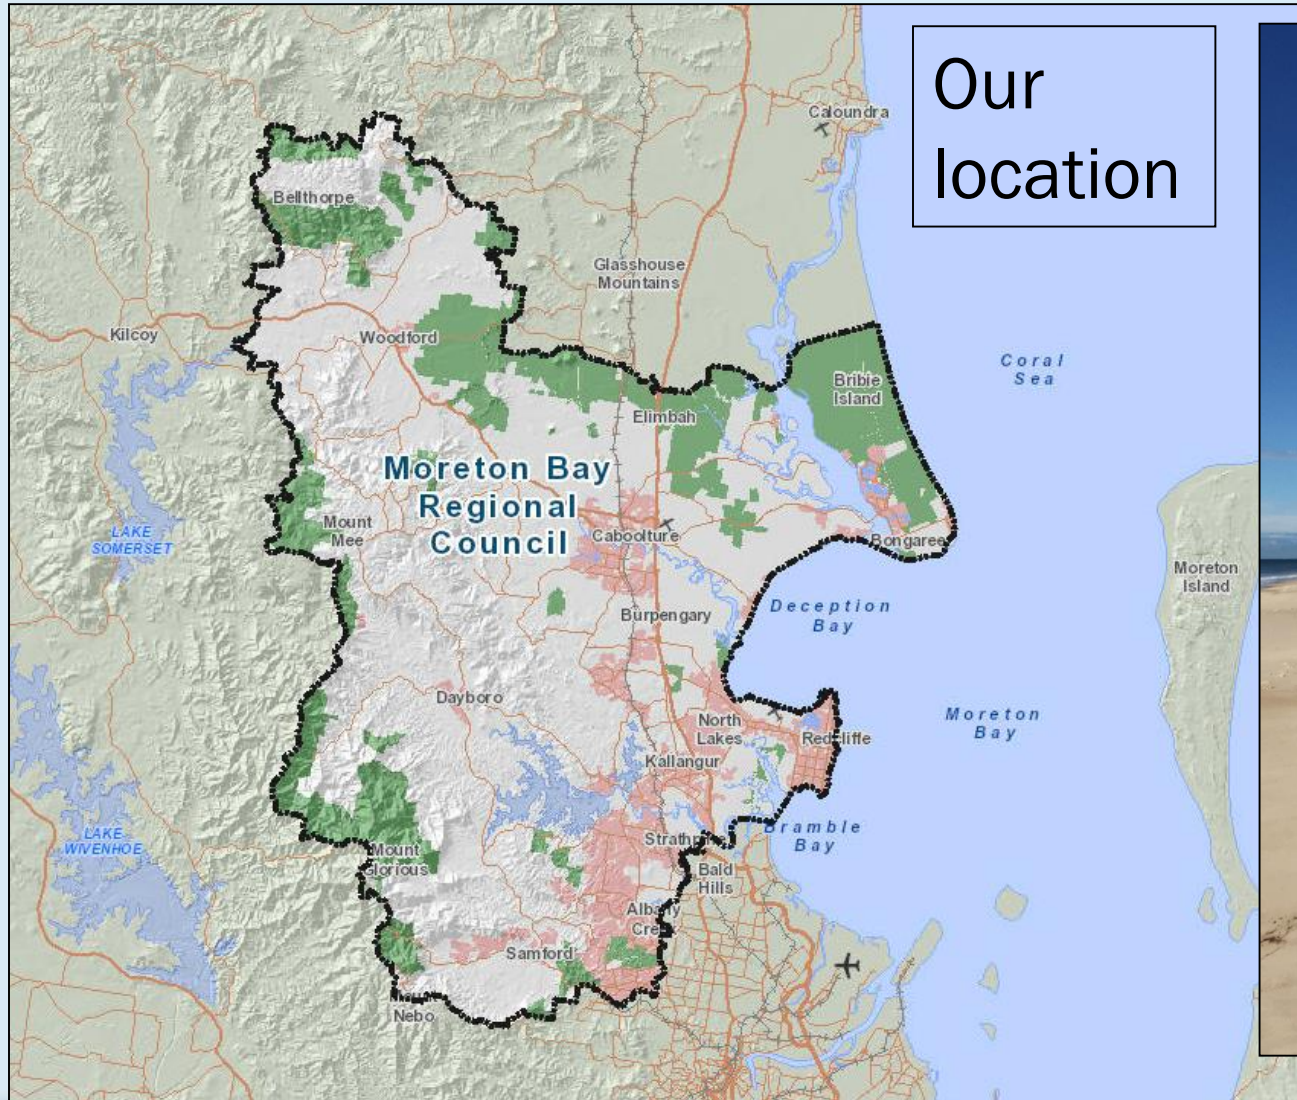 Our
location
Caloundra
Bellthorpe
Glasshouse
Mountains
Kilcoy
Woodford
Coral
Sea
Bribie
Island
Elimbah
Moreton Bay
Regional
Council
Mount
Mee
LAKE
SOMERSET
Caboolture
Bongaree
Moreton
Island
Deception
Bay
Burpengary
Dayboro
Moreton
Bay
North
Lakes
Redcliffe
Kallangur
LAKE
WIVENHOE
Mount
Glorious
Strathpine
Bramble
Bay
Bald
Hills
Albany
Creek
Samford
Mount
Nebo